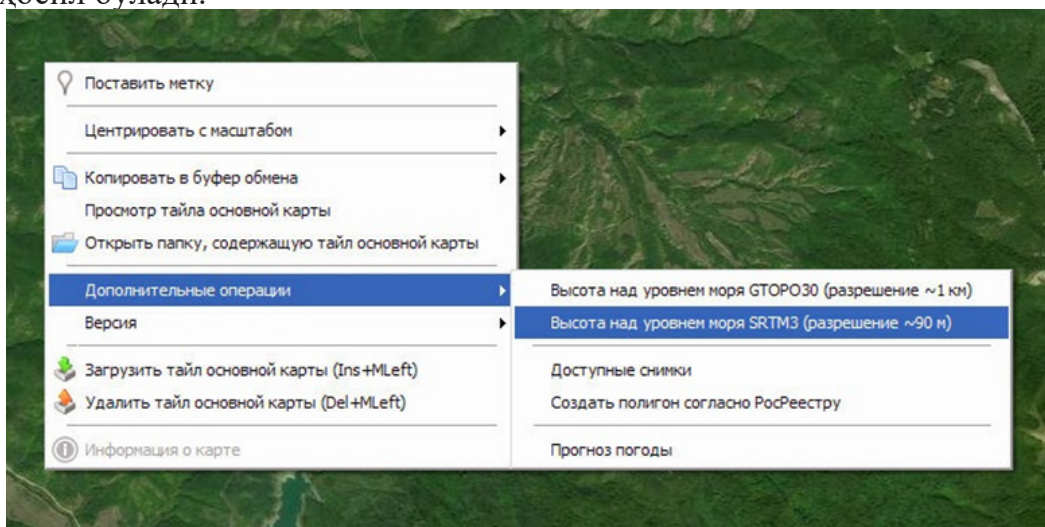 ҳосил бўлади.
Поставить метку
Центрировать с масштабом
Копировать в буфер обмена
Просмотр тайла основной карты
Открыть папку, содержащую тайл основной карты
Дополнительные операции
Версия
Загрузить тайл основной карты (Ins+MLeft)
Удалить тайл основной карты (Del+MLeft)
Информация о карте
Высота над уровнем моря GTOPO30 (разрешение ~1 км)
Высота над уровнем моря SRTM3 (разрешение ~90 м)
Доступные снимки
Создать полигон согласно РосРеестру
Прогноз погоды